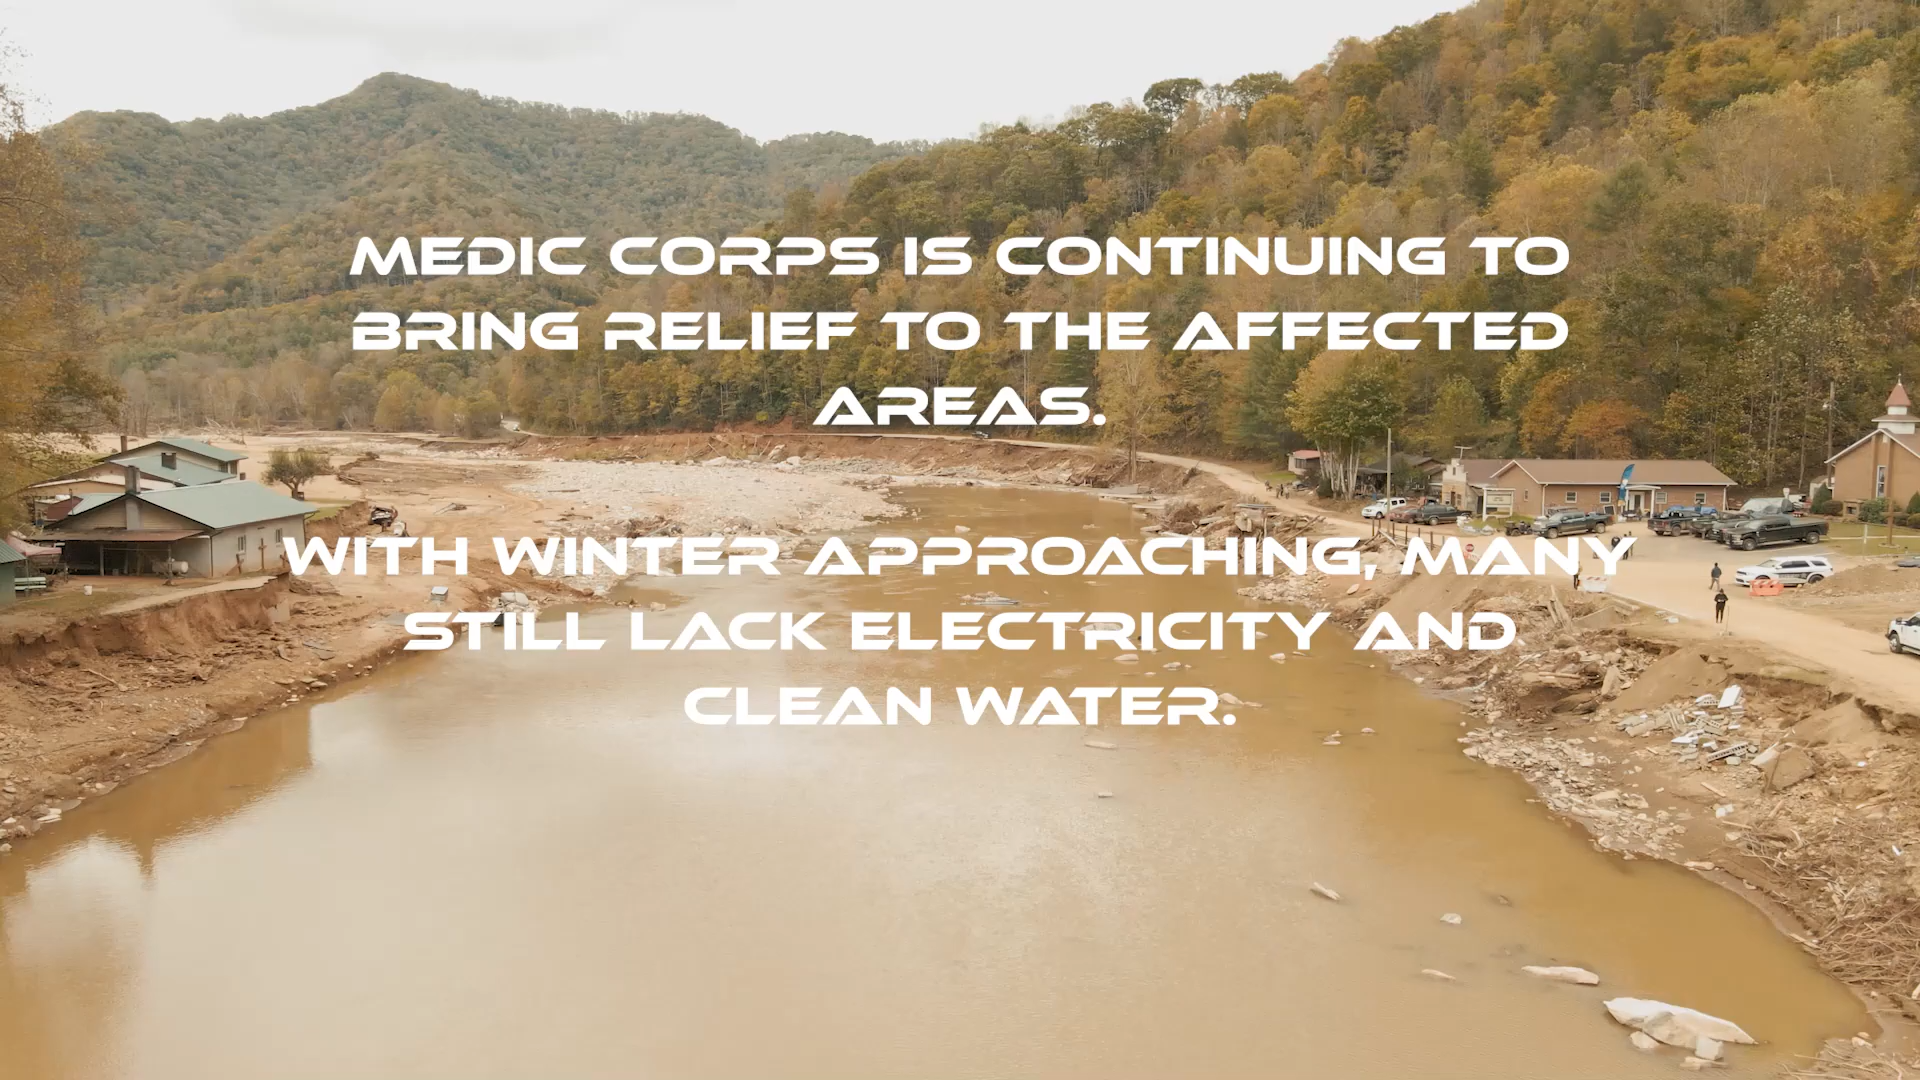 MEDIC CORPS IS CONTINUING TO
BRING RELIEF TO THE AFFECTED
AREAS.
WITH WINTER APPROACHING, MANY
STILL LACK ELECTRICITY AND
CLEAN WATER.